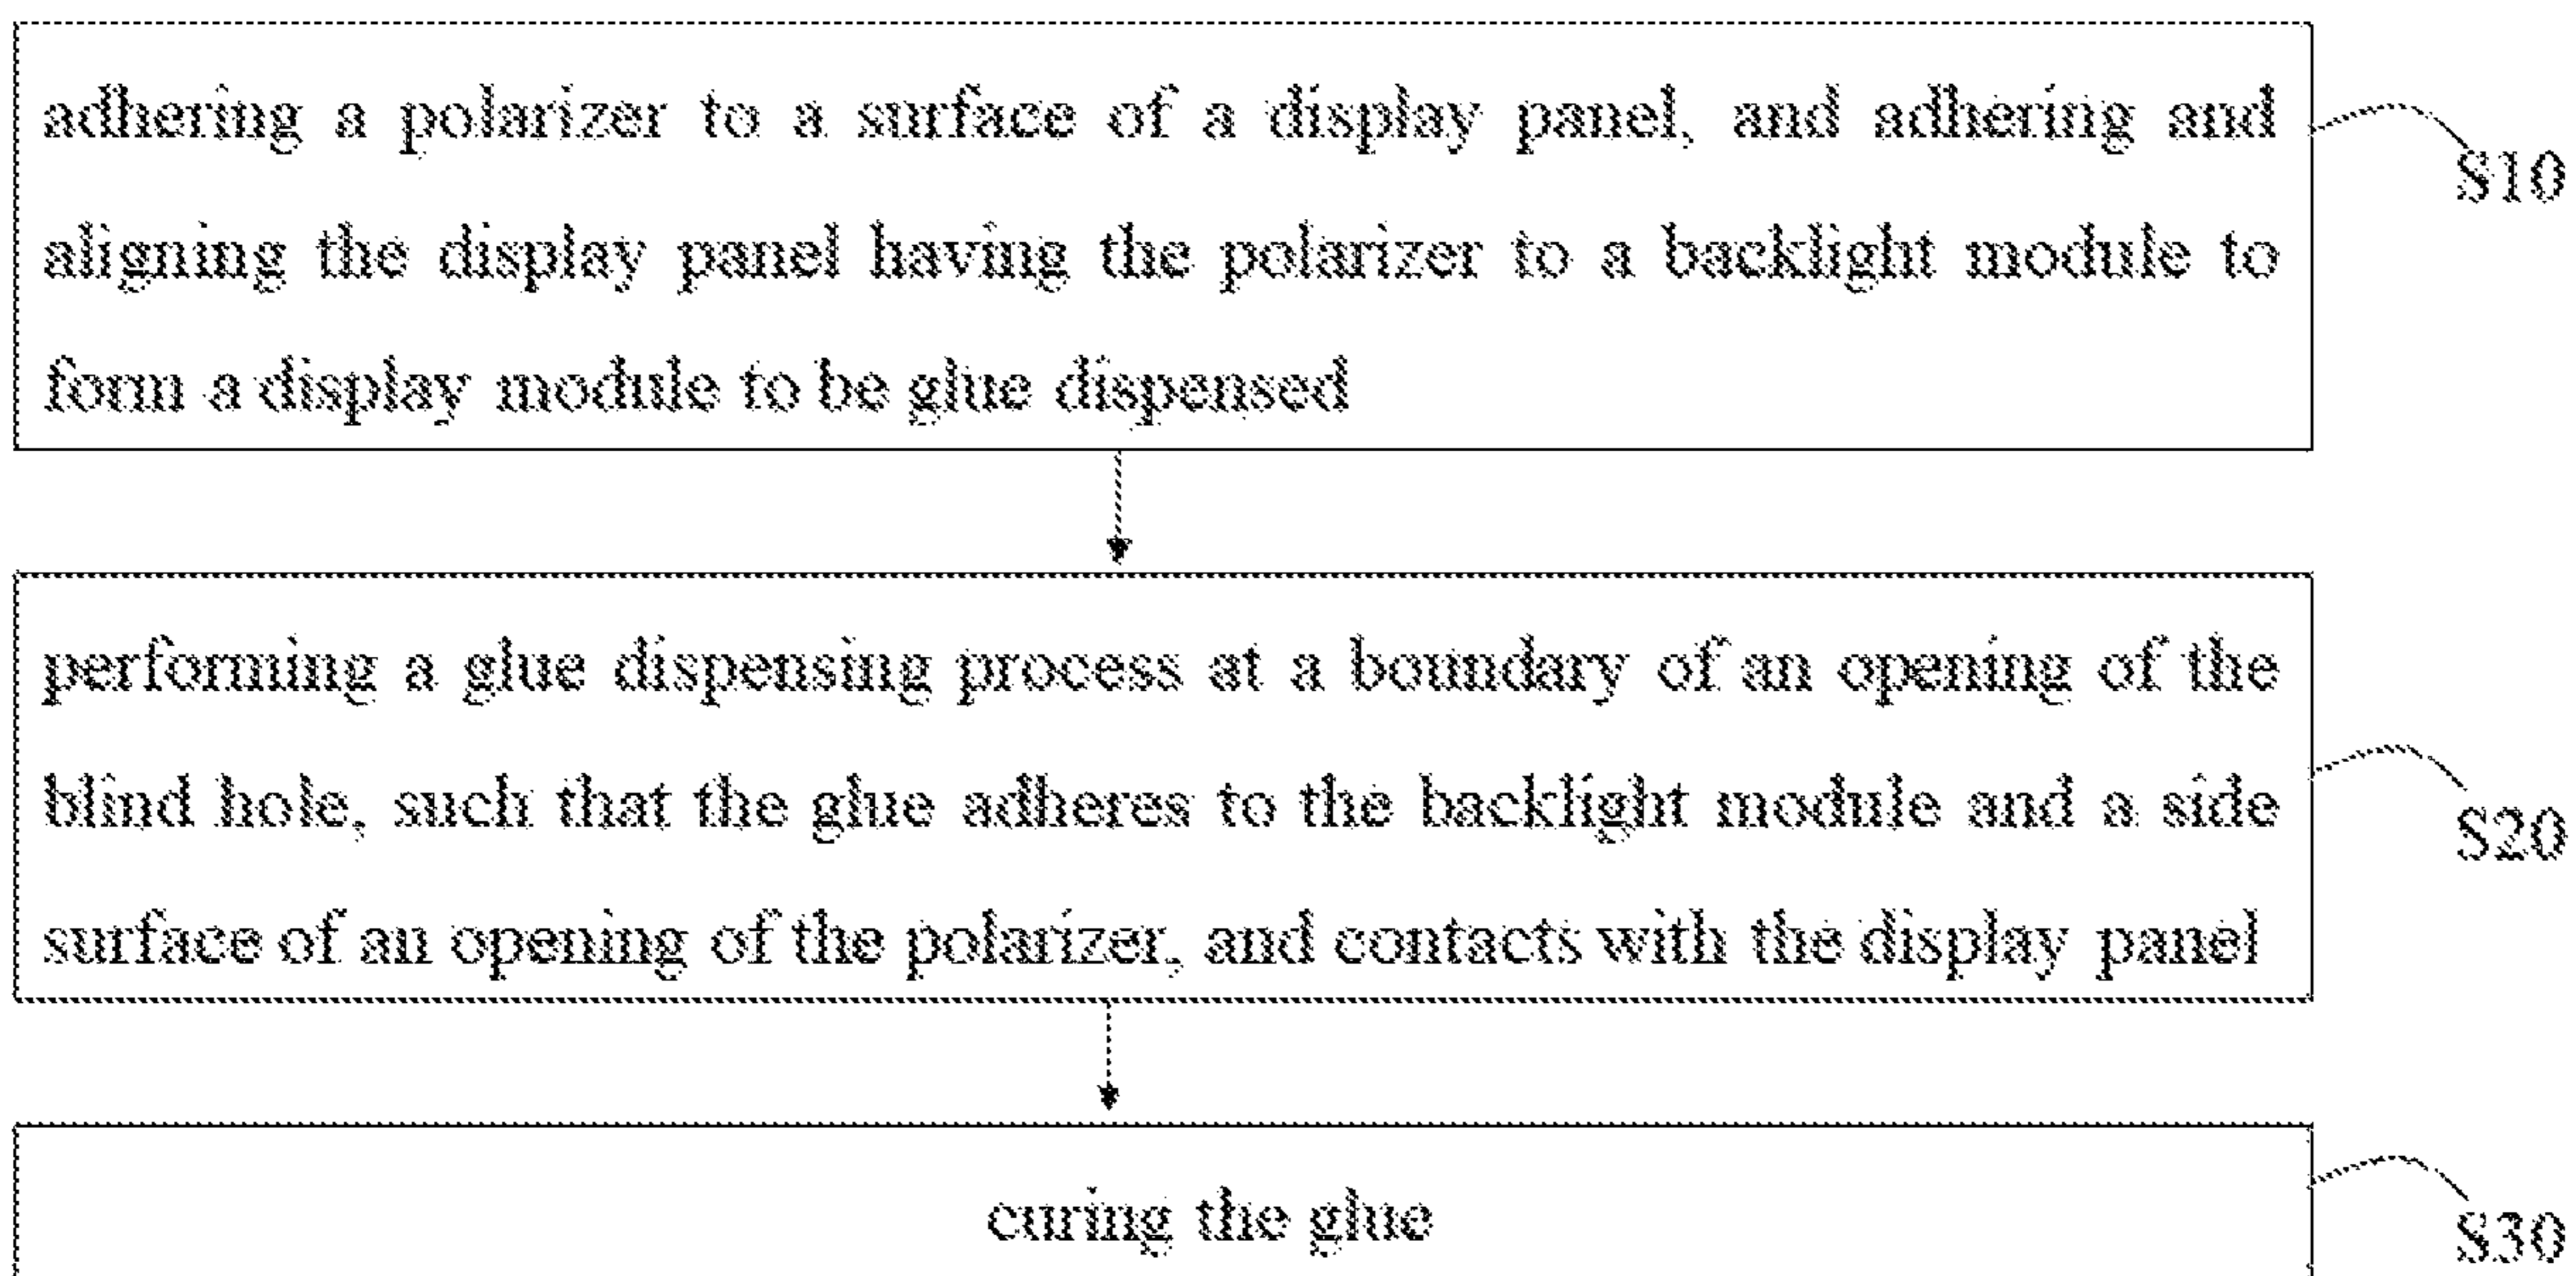 adhering a polarizer to a surface of a display panel, and adhering and
S10
aligning the display panel having the polarizer to a backlight module to
form a display module to be glue dispensed
performing a glue dispensing process at a boundary of an opening of the
blind hole, such that the glue adheres to the backlight module and a side
S20
surface of an opening of the polarizer, and contacts with the display panel
curing the glue
S30